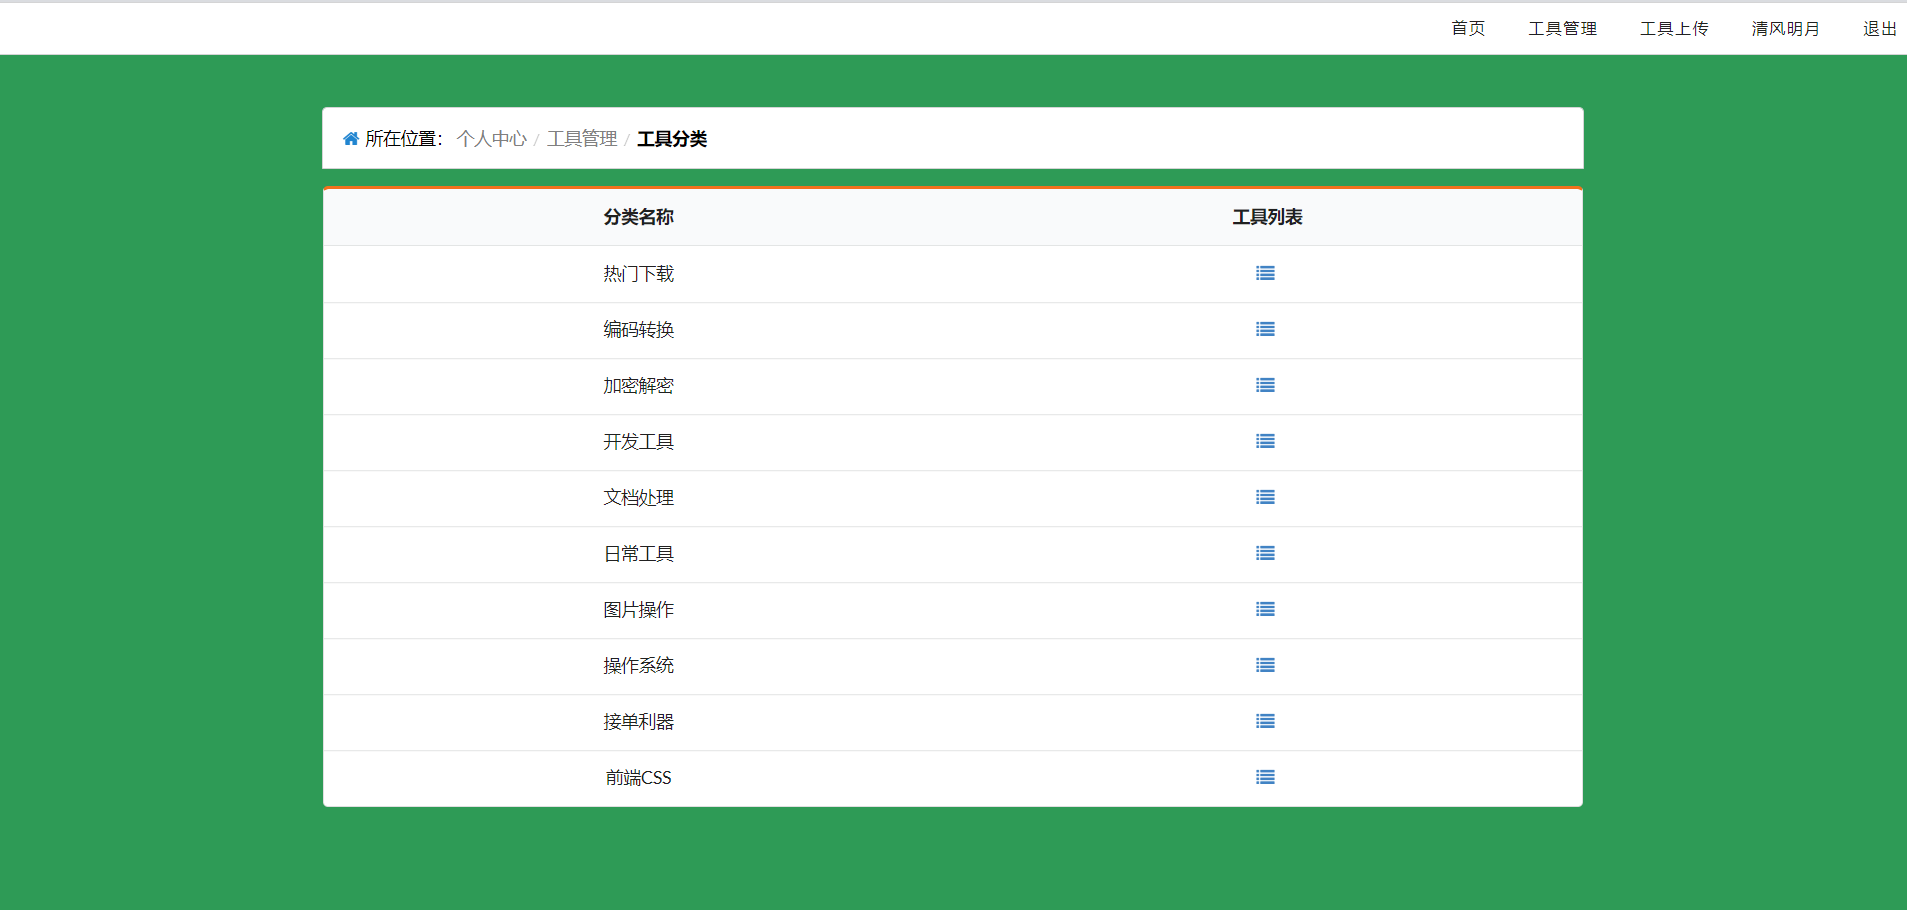 首页 工具管理 工具上传 清风明月 退出
所在位置： 个人中心 / 工具管理 / 工具分类
分类名称 工具列表
热门下载
编码转换
加密解密
开发工具
文档处理
日常工具
图片操作
操作系统
接单利器
前端CSS